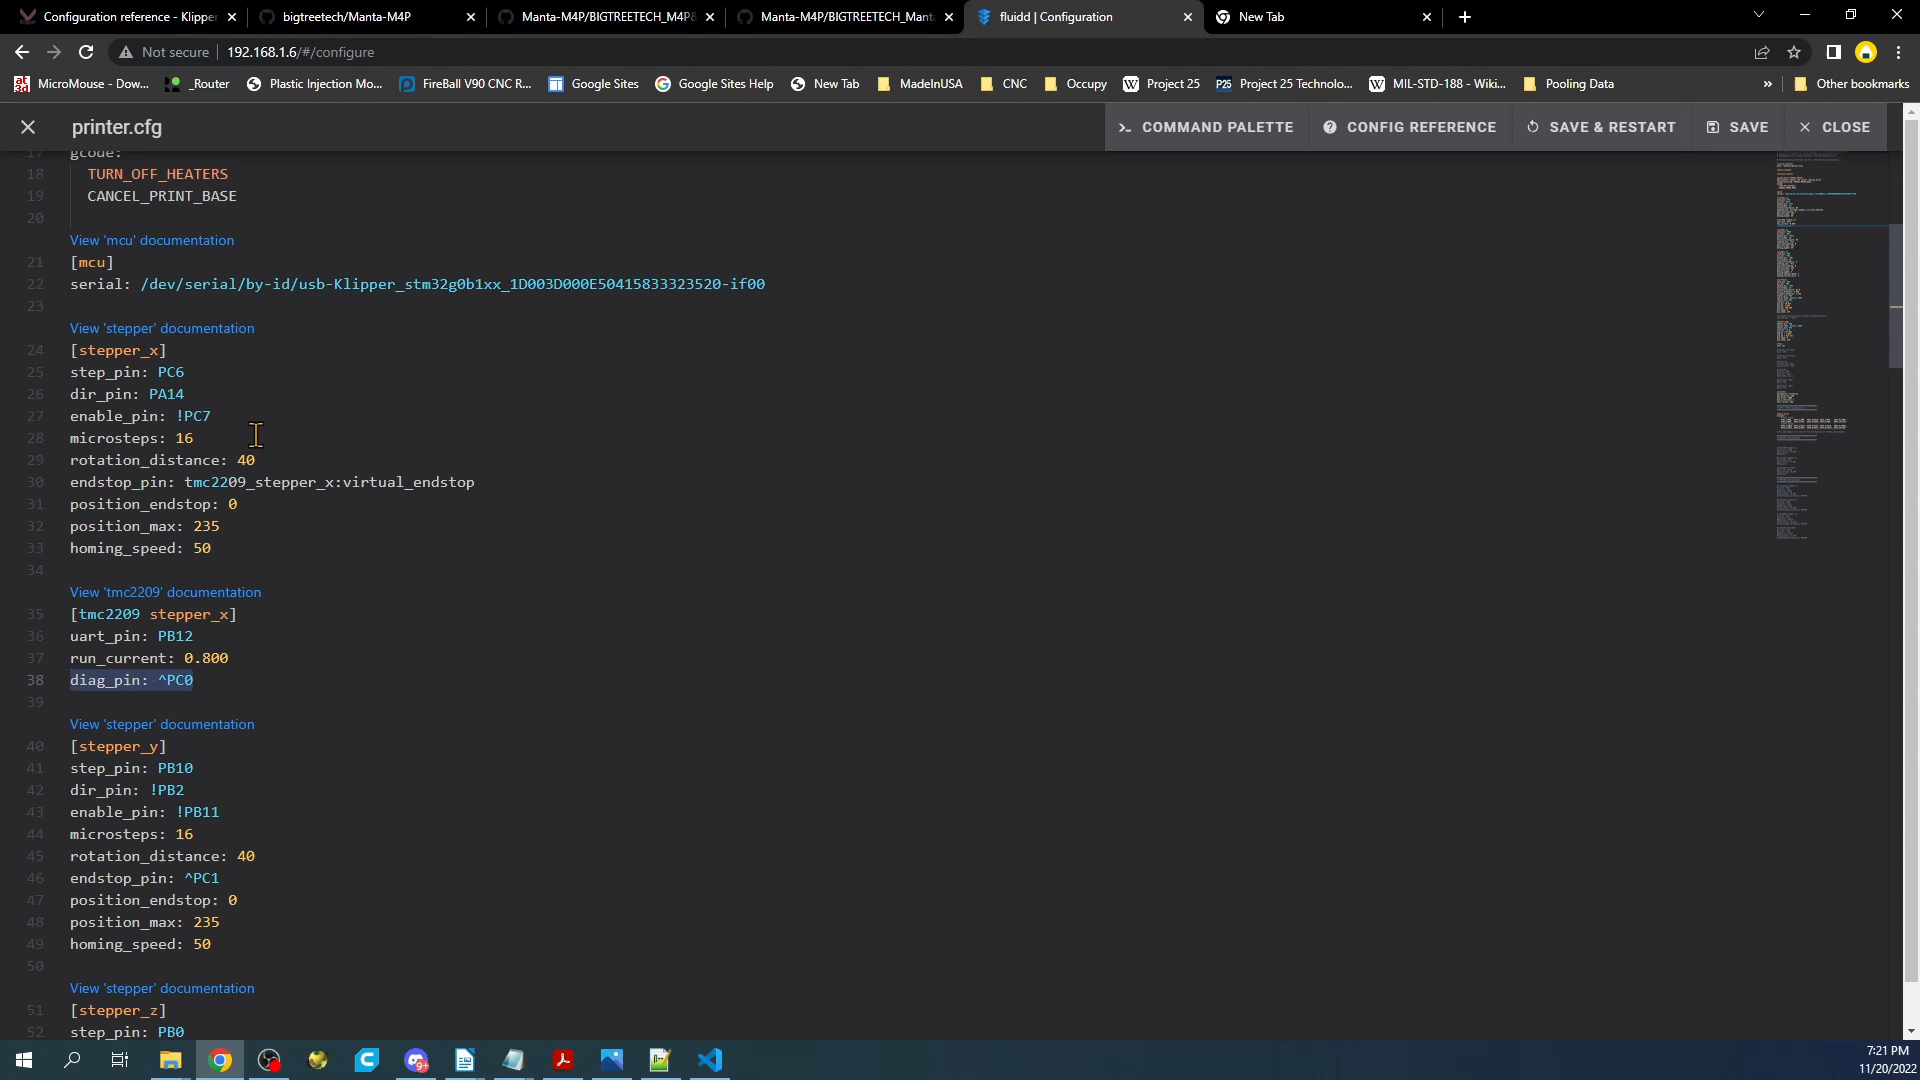 Configuration reference - Klipper
bigtreetech/Manta-M4P
Manta-M4P/BIGTREETECH_M4P&
Manta-M4P/BIGTREETECH_Manta
fluidd | Configuration
New Tab
Not secure
192.168.1.6/#/configure
MicroMouse - Dow...
_Router
Plastic Injection Mo...
FireBall V90 CNC R...
Google Sites
Google Sites Help
New Tab
MadeInUSA
CNC
Occupy
Project 25
Project 25 Technolo...
MIL-STD-188 - Wiki...
Pooling Data
»
Other bookmarks
printer.cfg
COMMAND PALETTE
CONFIG REFERENCE
SAVE & RESTART
SAVE
CLOSE
17 gcode:
18 TURN_OFF_HEATERS
19 CANCEL_PRINT_BASE
20
View 'mcu' documentation
21 [mcu]
22 serial: /dev/serial/by-id/usb-Klipper_stm32g0b1xx_1D003D000E50415833323520-if00
23
View 'stepper' documentation
24 [stepper_x]
25 step_pin: PC6
26 dir_pin: PA14
27 enable_pin: !PC7
28 microsteps: 16
29 rotation_distance: 40
30 endstop_pin: tmc2209_stepper_x:virtual_endstop
31 position_endstop: 0
32 position_max: 235
33 homing_speed: 50
34
View 'tmc2209' documentation
35 [tmc2209 stepper_x]
36 uart_pin: PB12
37 run_current: 0.800
38 diag_pin: ^PC0
39
View 'stepper' documentation
40 [stepper_y]
41 step_pin: PB10
42 dir_pin: !PB2
43 enable_pin: !PB11
44 microsteps: 16
45 rotation_distance: 40
46 endstop_pin: ^PC1
47 position_endstop: 0
48 position_max: 235
49 homing_speed: 50
50
View 'stepper' documentation
51 [stepper_z]
52 step_pin: PB0
7:21 PM
11/20/2022